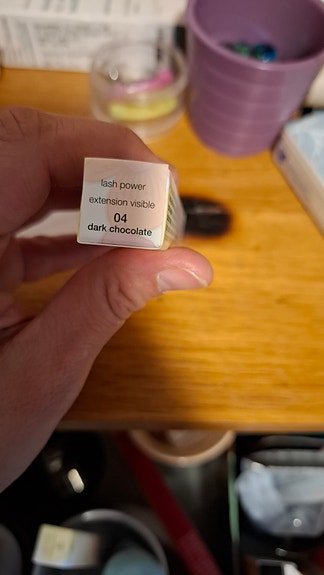 lash power
extension visible
04
dark chocolate